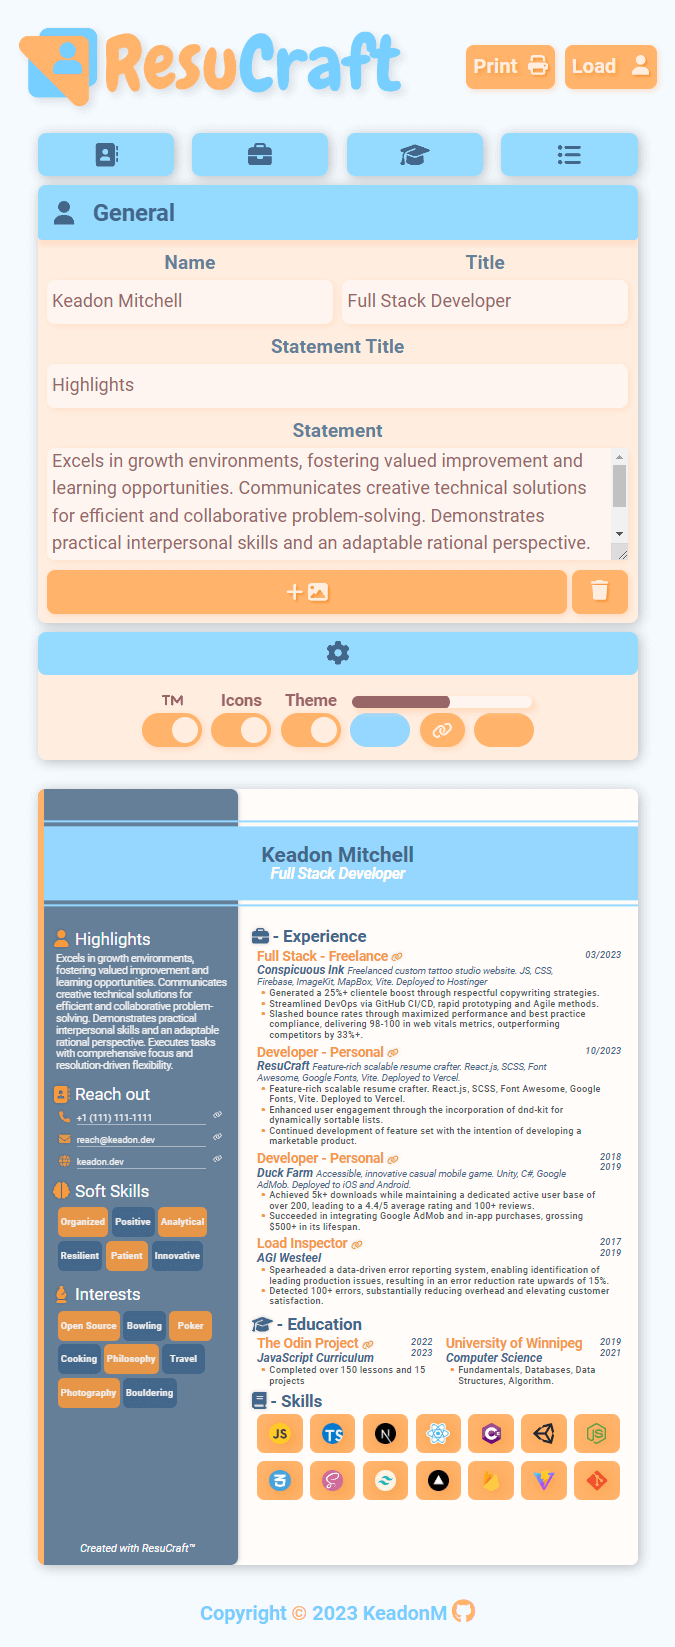 ResuCraft
Print
Load
General
Name
Title
Keadon Mitchell
Full Stack Developer
Statement Title
Highlights
Statement
Excels in growth environments, fostering valued improvement and
learning opportunities. Communicates creative technical solutions
for efficient and collaborative problem-solving. Demonstrates
practical interpersonal skills and an adaptable rational perspective.
TM
Icons
Theme
Keadon Mitchell
Full Stack Developer
Highlights
Excels in growth environments,
fostering valued improvement and
learning opportunities. Communicates
creative technical solutions for
efficient and collaborative problem-
solving. Demonstrates practical
interpersonal skills and an adaptable
rational perspective. Executes tasks
with comprehensive focus and
resolution-driven flexibility.
Reach out
+1 (111) 111-1111
reach@keadon.dev
keadon.dev
Soft Skills
Organized Positive Analytical
Resilient Patient Innovative
Interests
Open Source Bowling Poker
Cooking Philosophy Travel
Photography Bouldering
Created with ResuCraft™
- Experience
Full Stack - Freelance 03/2023
Conspicuous Ink Freelanced custom tattoo studio website. JS, CSS,
Firebase, ImageKit, MapBox, Vite. Deployed to Hostinger
Generated a 25%+ clientele boost through respectful copywriting strategies.
Streamlined DevOps via GitHub CI/CD, rapid prototyping and Agile methods.
Slashed bounce rates through maximized performance and best practice
compliance, delivering 98-100 in web vitals metrics, outperforming
competitors by 33%+.
Developer - Personal 10/2023
ResuCraft Feature-rich scalable resume crafter. React.js, SCSS, Font
Awesome, Google Fonts, Vite. Deployed to Vercel.
Feature-rich scalable resume crafter. React.js, SCSS, Font Awesome, Google
Fonts, Vite. Deployed to Vercel.
Enhanced user engagement through the incorporation of dnd-kit for
dynamically sortable lists.
Continued development of feature set with the intention of developing a
marketable product.
Developer - Personal 2018
2019
Duck Farm Accessible, innovative casual mobile game. Unity, C#, Google
AdMob. Deployed to iOS and Android.
Achieved 5k+ downloads while maintaining a dedicated active user base of
over 200, leading to a 4.4/5 average rating and 100+ reviews.
Succeeded in integrating Google AdMob and in-app purchases, grossing
$500+ in its lifespan.
Load Inspector 2017
2019
AGI Westeel
Spearheaded a data-driven error reporting system, enabling identification of
leading production issues, resulting in an error reduction rate upwards of 15%.
Detected 100+ errors, substantially reducing overhead and elevating customer
satisfaction.
- Education
The Odin Project 2022
2023
JavaScript Curriculum
Completed over 150 lessons and 15
projects
University of Winnipeg 2019
2021
Computer Science
Fundamentals, Databases, Data
Structures, Algorithm.
- Skills
JS TS N C# JS
Copyright © 2023 KeadonM